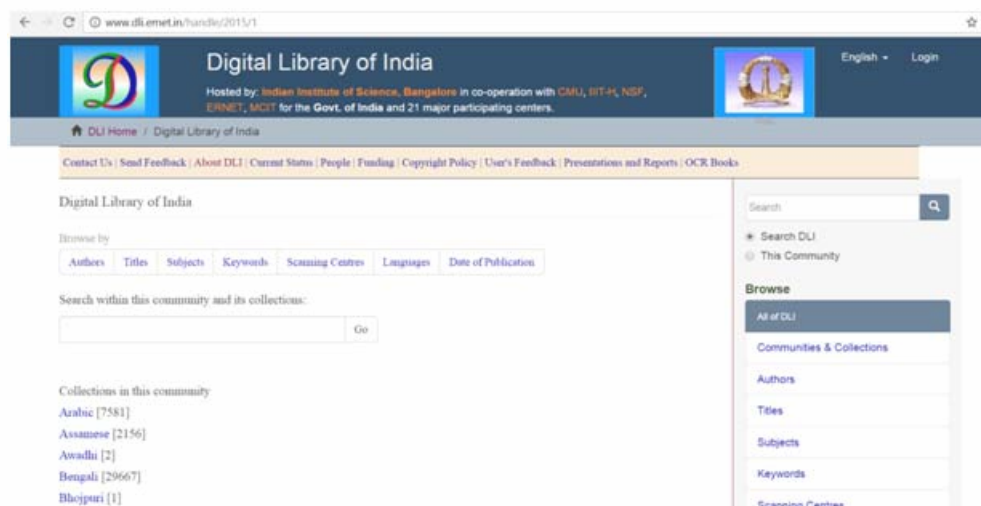 www.dli.ernet.in/handle/2015/1
Digital Library of India
Hosted by: Indian Institute of Science, Bangalore in co-operation with CMU, IIIT-H, NSF,
ERNET, MCIT for the Govt. of India and 21 major participating centers.
English
Login
DLI Home / Digital Library of India
Contact Us | Send Feedback | About DLI | Current Status | People | Funding | Copyright Policy | User's Feedback | Presentations and Reports | OCR Books
Digital Library of India
Browse by
Authors Titles Subjects Keywords Scanning Centres Languages Date of Publication
Search within this community and its collections:
Go
Collections in this community
Arabic [7581]
Assamese [2156]
Awadhi [2]
Bengali [29667]
Bhojpuri [1]
Search
Search DLI
This Community
Browse
All of DLI
Communities & Collections
Authors
Titles
Subjects
Keywords
Scanning Centres